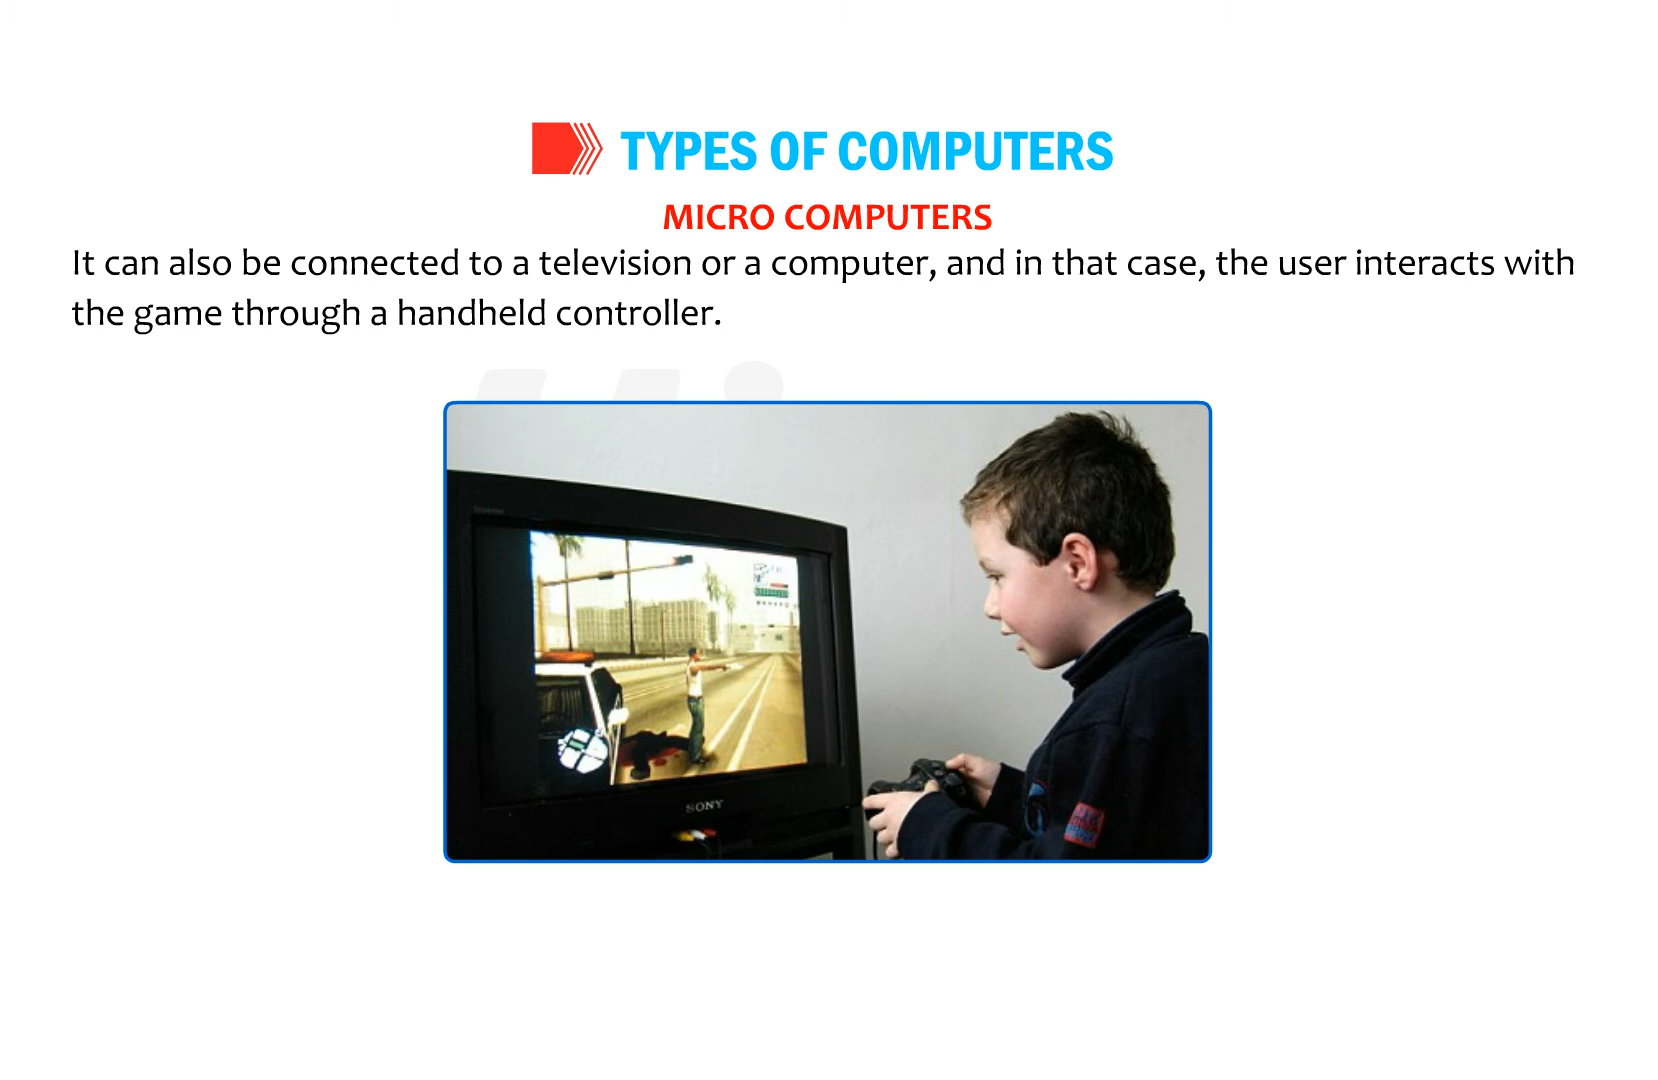 TYPES OF COMPUTERS
MICRO COMPUTERS
It can also be connected to a television or a computer, and in that case, the user interacts with
the game through a handheld controller.
SONY